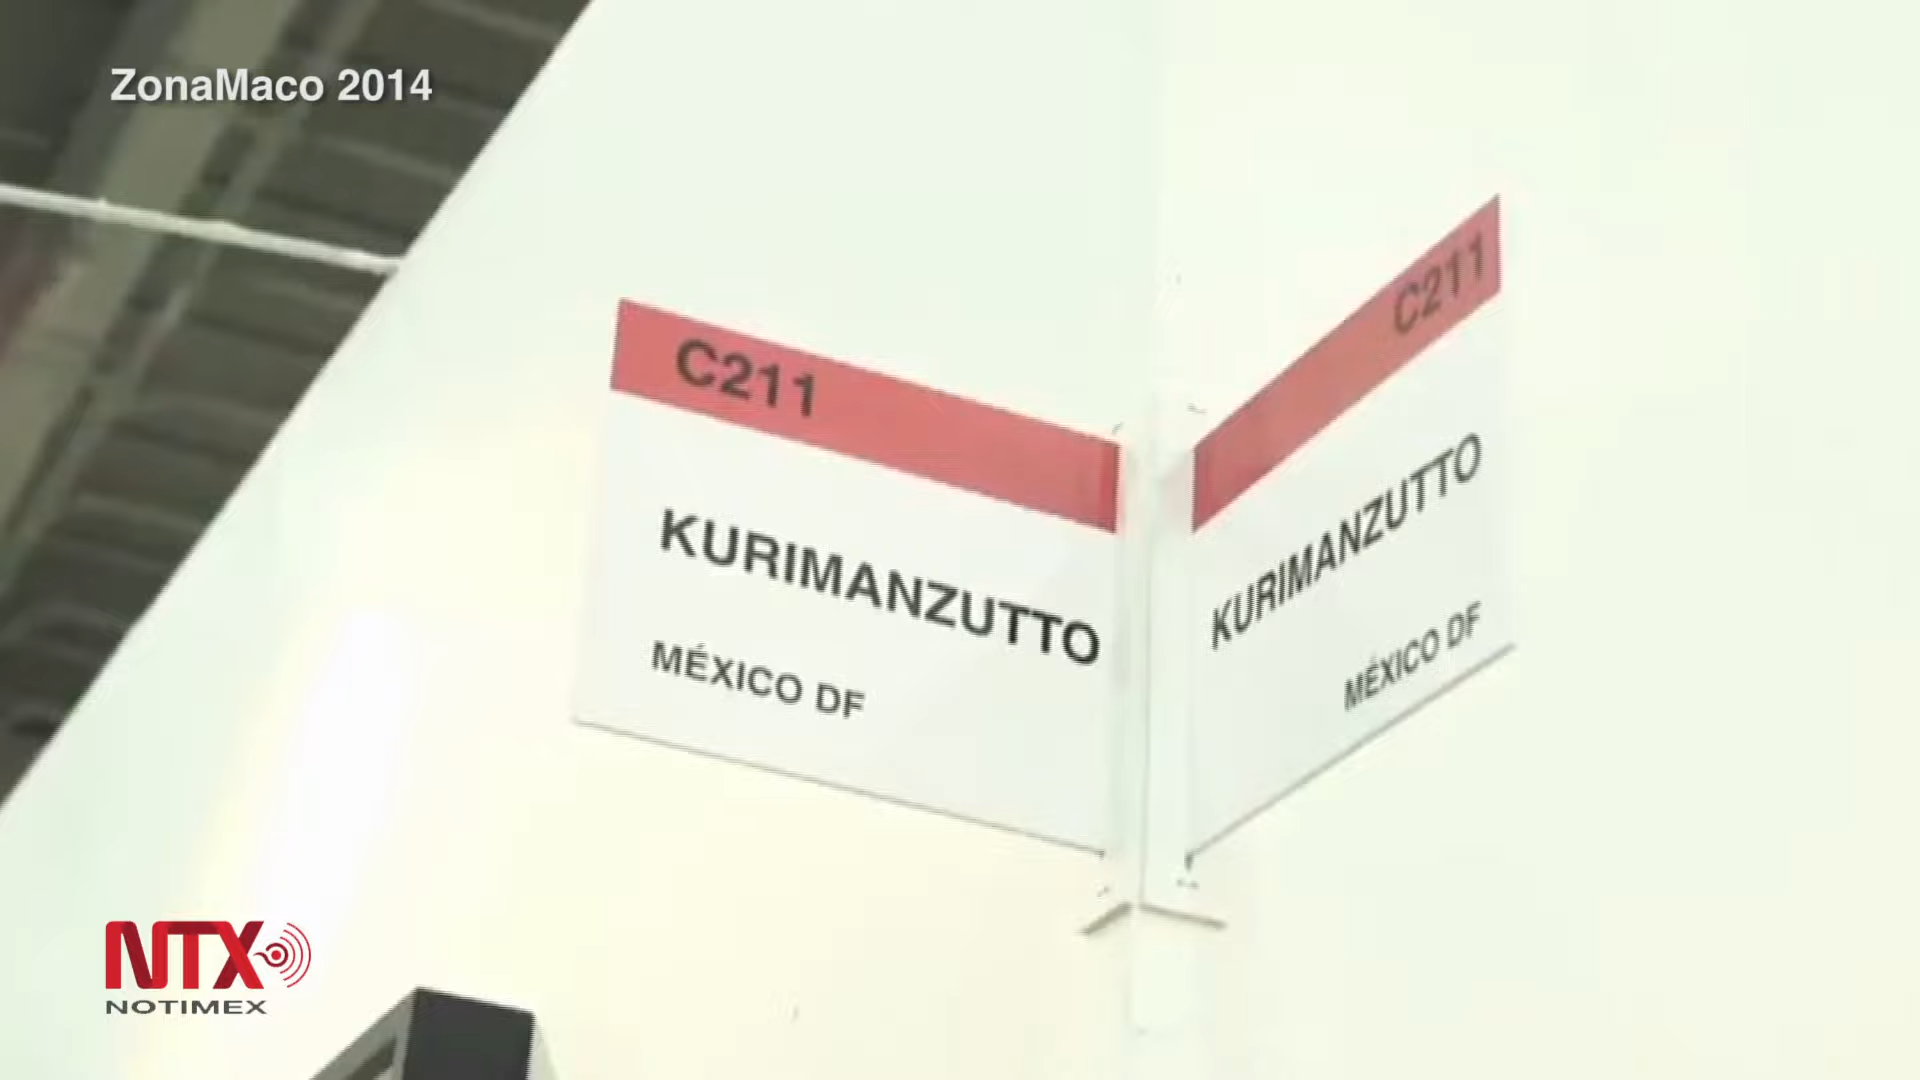 ZonaMaco 2014
C211
KURIMANZUTTO
MÉXICO DF
C211
KURIMANZUTTO
MÉXICO DF
NTX
NOTIMEX